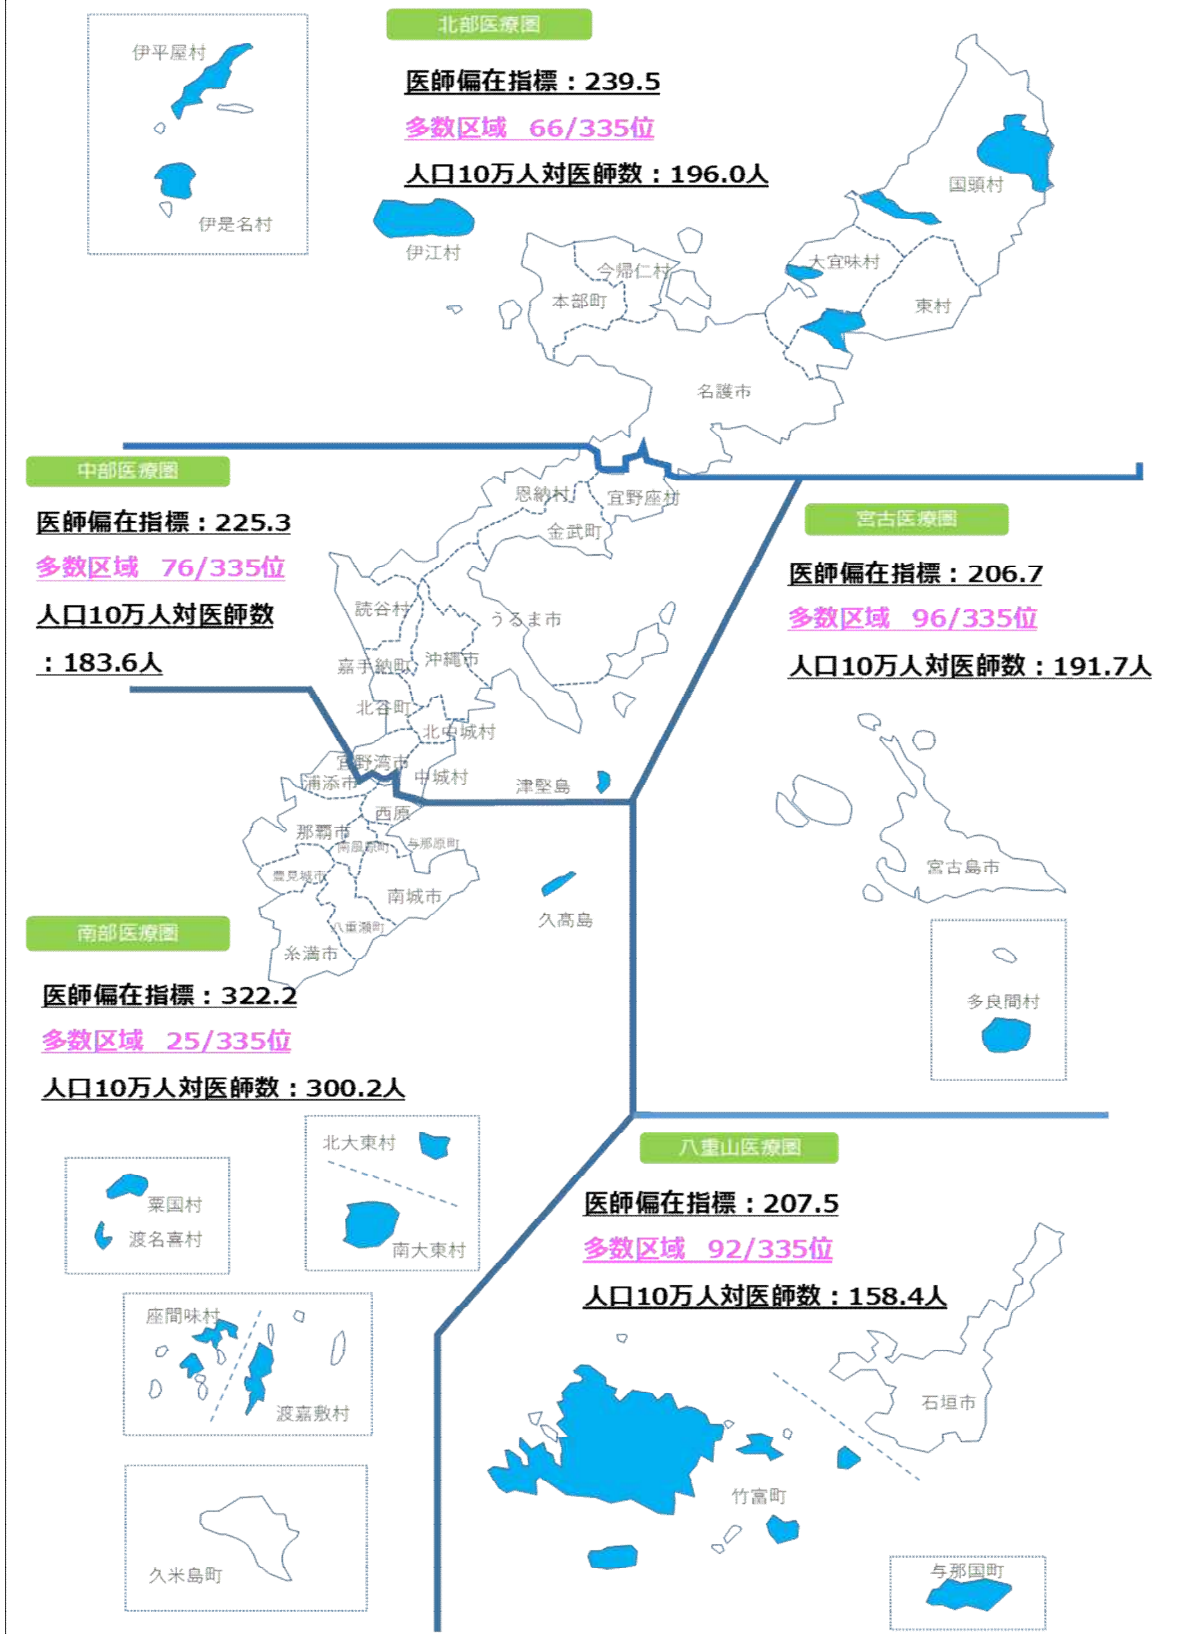 北部医療圏
伊平屋村
医師偏在指標：239.5
多数区域　66/335位
人口10万人対医師数：196.0人
国頭村
伊是名村
伊江村
大宜味村
今帰仁村
本部町
東村
名護市
中部医療圏
恩納村
宜野座村
医師偏在指標：225.3
金武町
宮古医療圏
多数区域　76/335位
医師偏在指標：206.7
人口10万人対医師数
：183.6人
読谷村
うるま市
多数区域　96/335位
嘉手納町
沖縄市
人口10万人対医師数：191.7人
北谷町
北中城村
宜野湾市
浦添市
中城村
津堅島
西原
那覇市
南風原町
与那原町
豊見城市
南城市
宮古島市
久高島
八重瀬町
糸満市
南部医療圏
医師偏在指標：322.2
多数区域　25/335位
人口10万人対医師数：300.2人
多良間村
北大東村
八重山医療圏
粟国村
渡名喜村
南大東村
医師偏在指標：207.5
多数区域　92/335位
人口10万人対医師数：158.4人
座間味村
渡嘉敷村
石垣市
竹富町
久米島町
与那国町